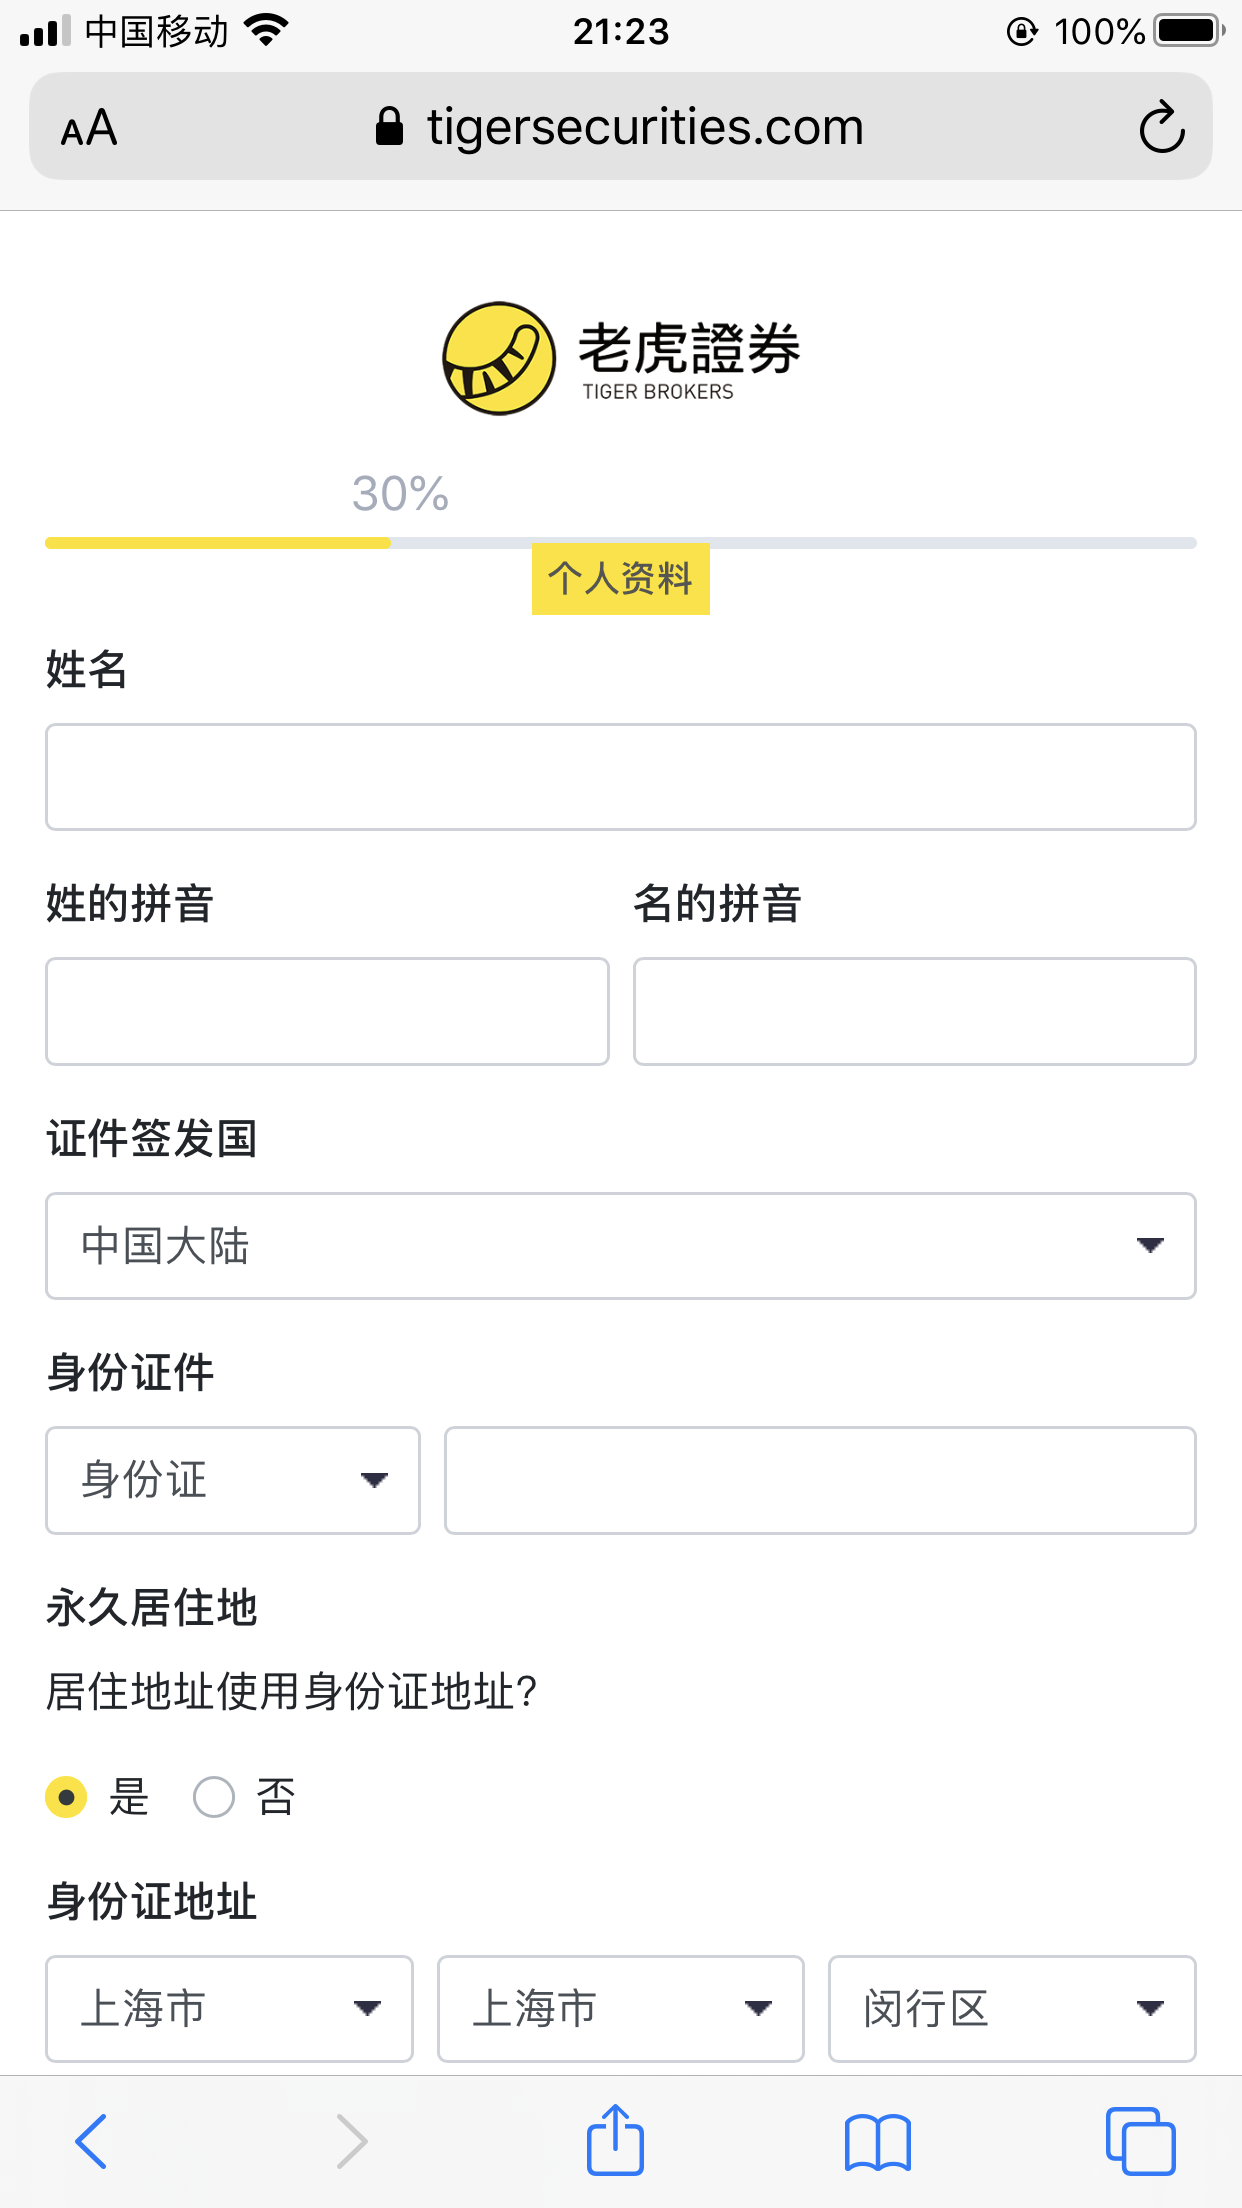 中国移动 21:23 100%
AA tigersecurities.com
老虎證券
TIGER BROKERS
30%
个人资料
姓名
姓的拼音 名的拼音
证件签发国
中国大陆
身份证件
身份证
永久居住地
居住地址使用身份证地址?
是 否
身份证地址
上海市 上海市 闵行区